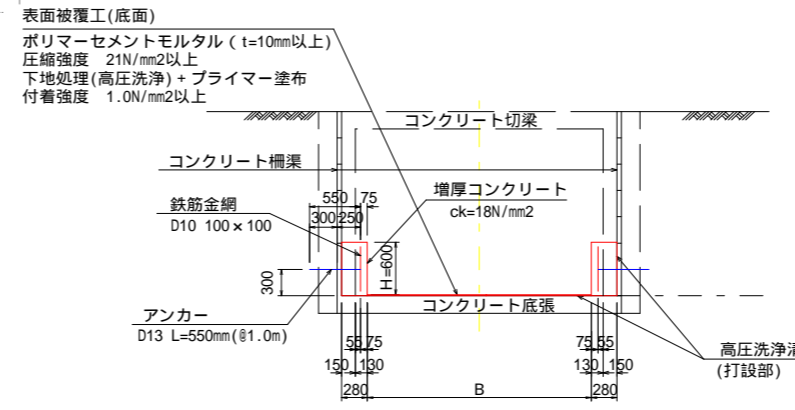 表面被覆工(底面)
ポリマーセメントモルタル ( t=10mm以上)
圧縮強度 21N/mm2以上
下地処理(高圧洗浄) + プライマー塗布
付着強度 1.0N/mm2以上
コンクリート切梁
コンクリート柵渠
増厚コンクリート
ck=18N/mm2
550 75
鉄筋金網
D10 100×100
300 250
H=600
300
アンカー
D13 L=550mm(@1.0m)
コンクリート底張
高圧洗浄清
(打設部)
55 75
75 55
150 130
130 150
280 B 280